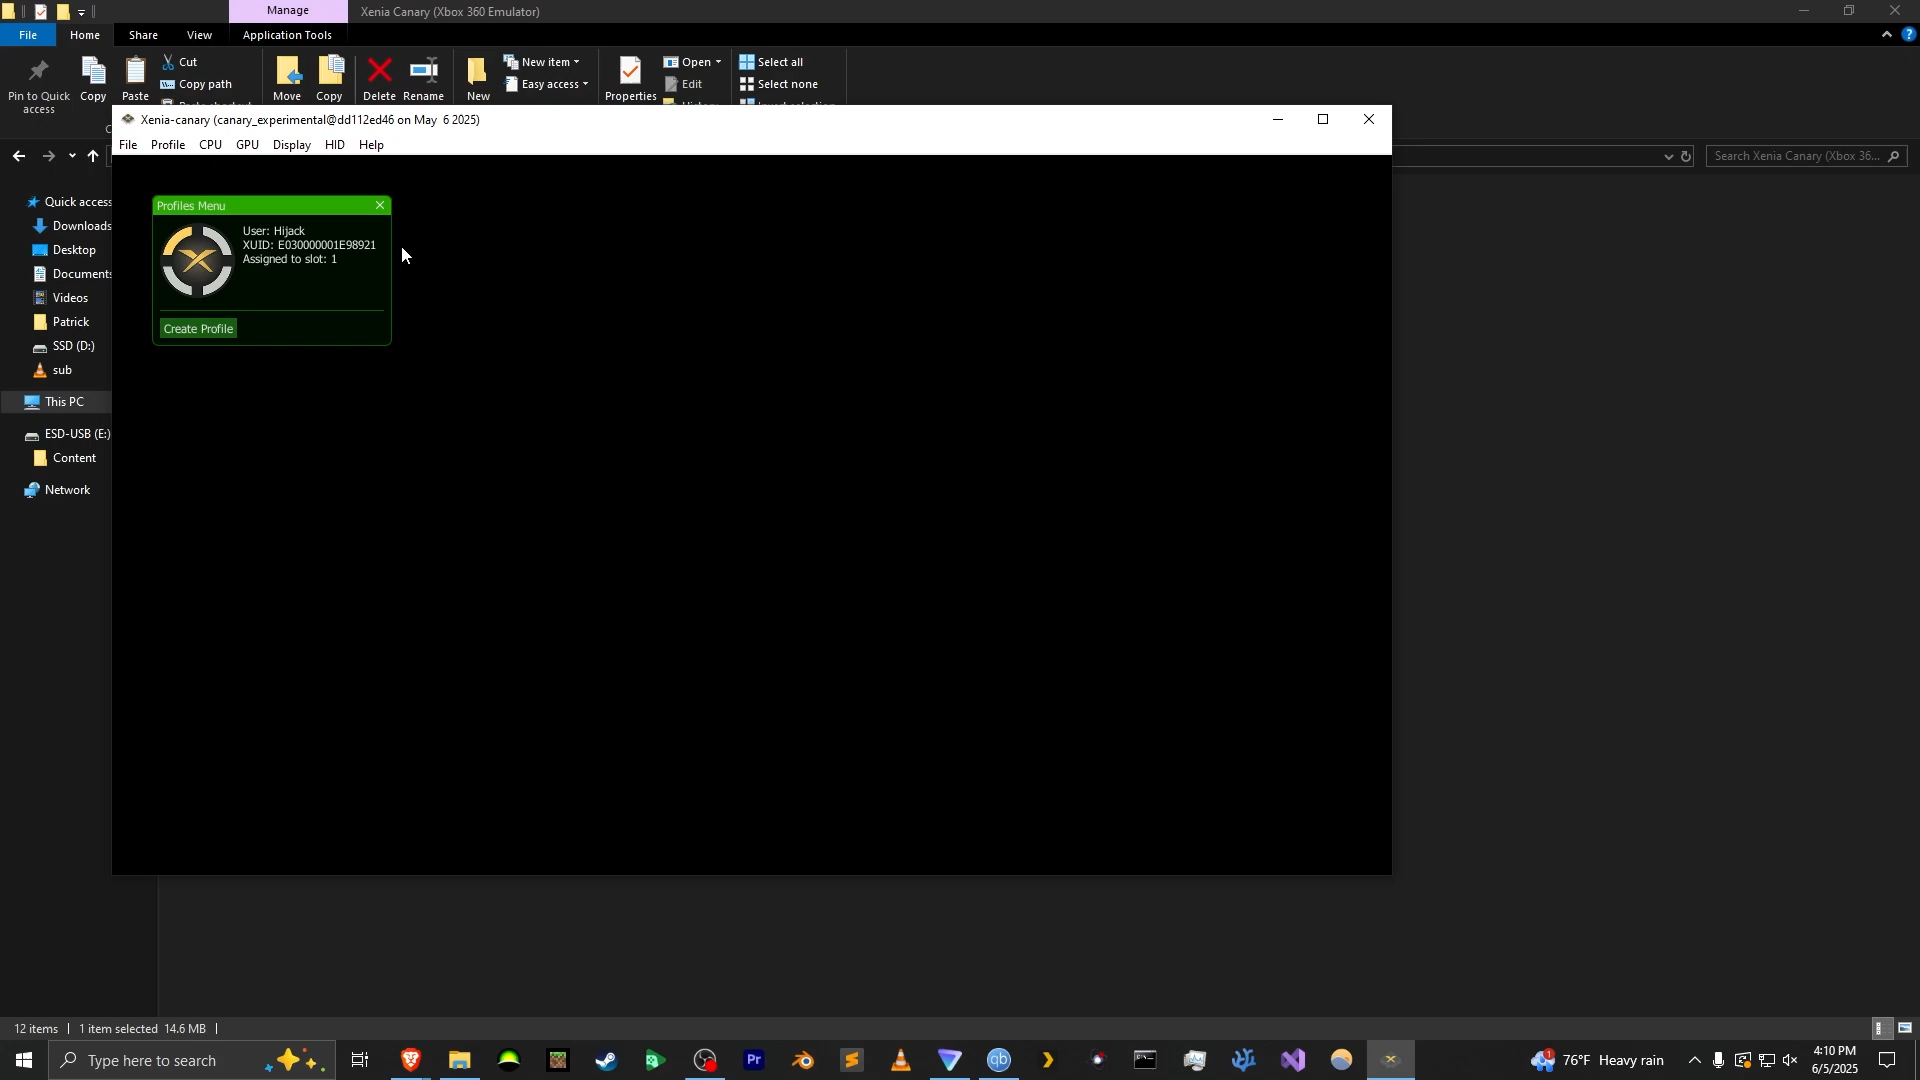 Manage
Xenia Canary (Xbox 360 Emulator)
File
Home
Share
View
Application Tools
Pin to Quick access
Copy
Paste
Cut
Copy path
Move
Copy
Delete
Rename
New
New item
Easy access
Properties
Open
Edit
Select all
Select none
Xenia-canary (canary_experimental@dd112ed46 on May 6 2025)
File Profile CPU GPU Display HID Help
Search Xenia Canary (Xbox 36...
Profiles Menu
User: Hijack
XUID: E030000001E98921
Assigned to slot: 1
Create Profile
Quick access
Downloads
Desktop
Documents
Videos
Patrick
SSD (D:)
sub
This PC
ESD-USB (E:)
Content
Network
12 items
1 item selected 14.6 MB
Type here to search
Pr
qb
1
76°F Heavy rain
4:10 PM
6/5/2025